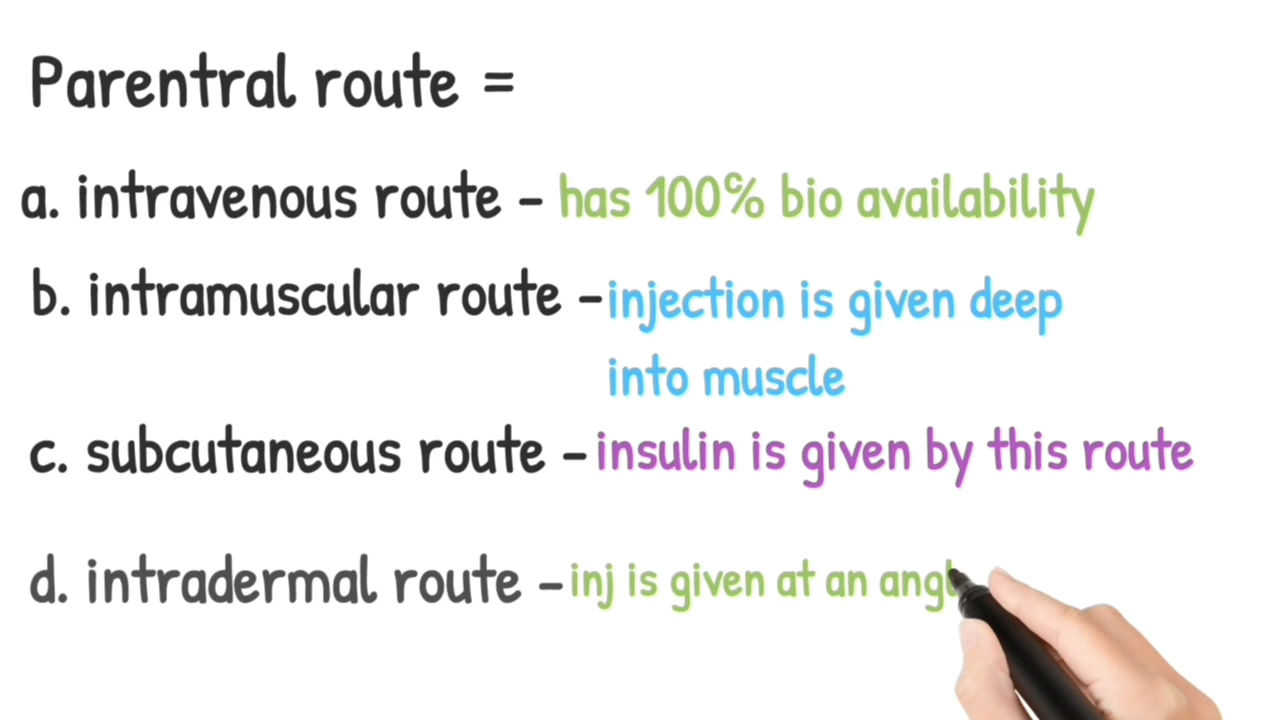 Parentral route =
a. intravenous route - has 100% bio availability
b. intramuscular route - injection is given deep
into muscle
c. subcutaneous route - insulin is given by this route
d. intradermal route - inj is given at an